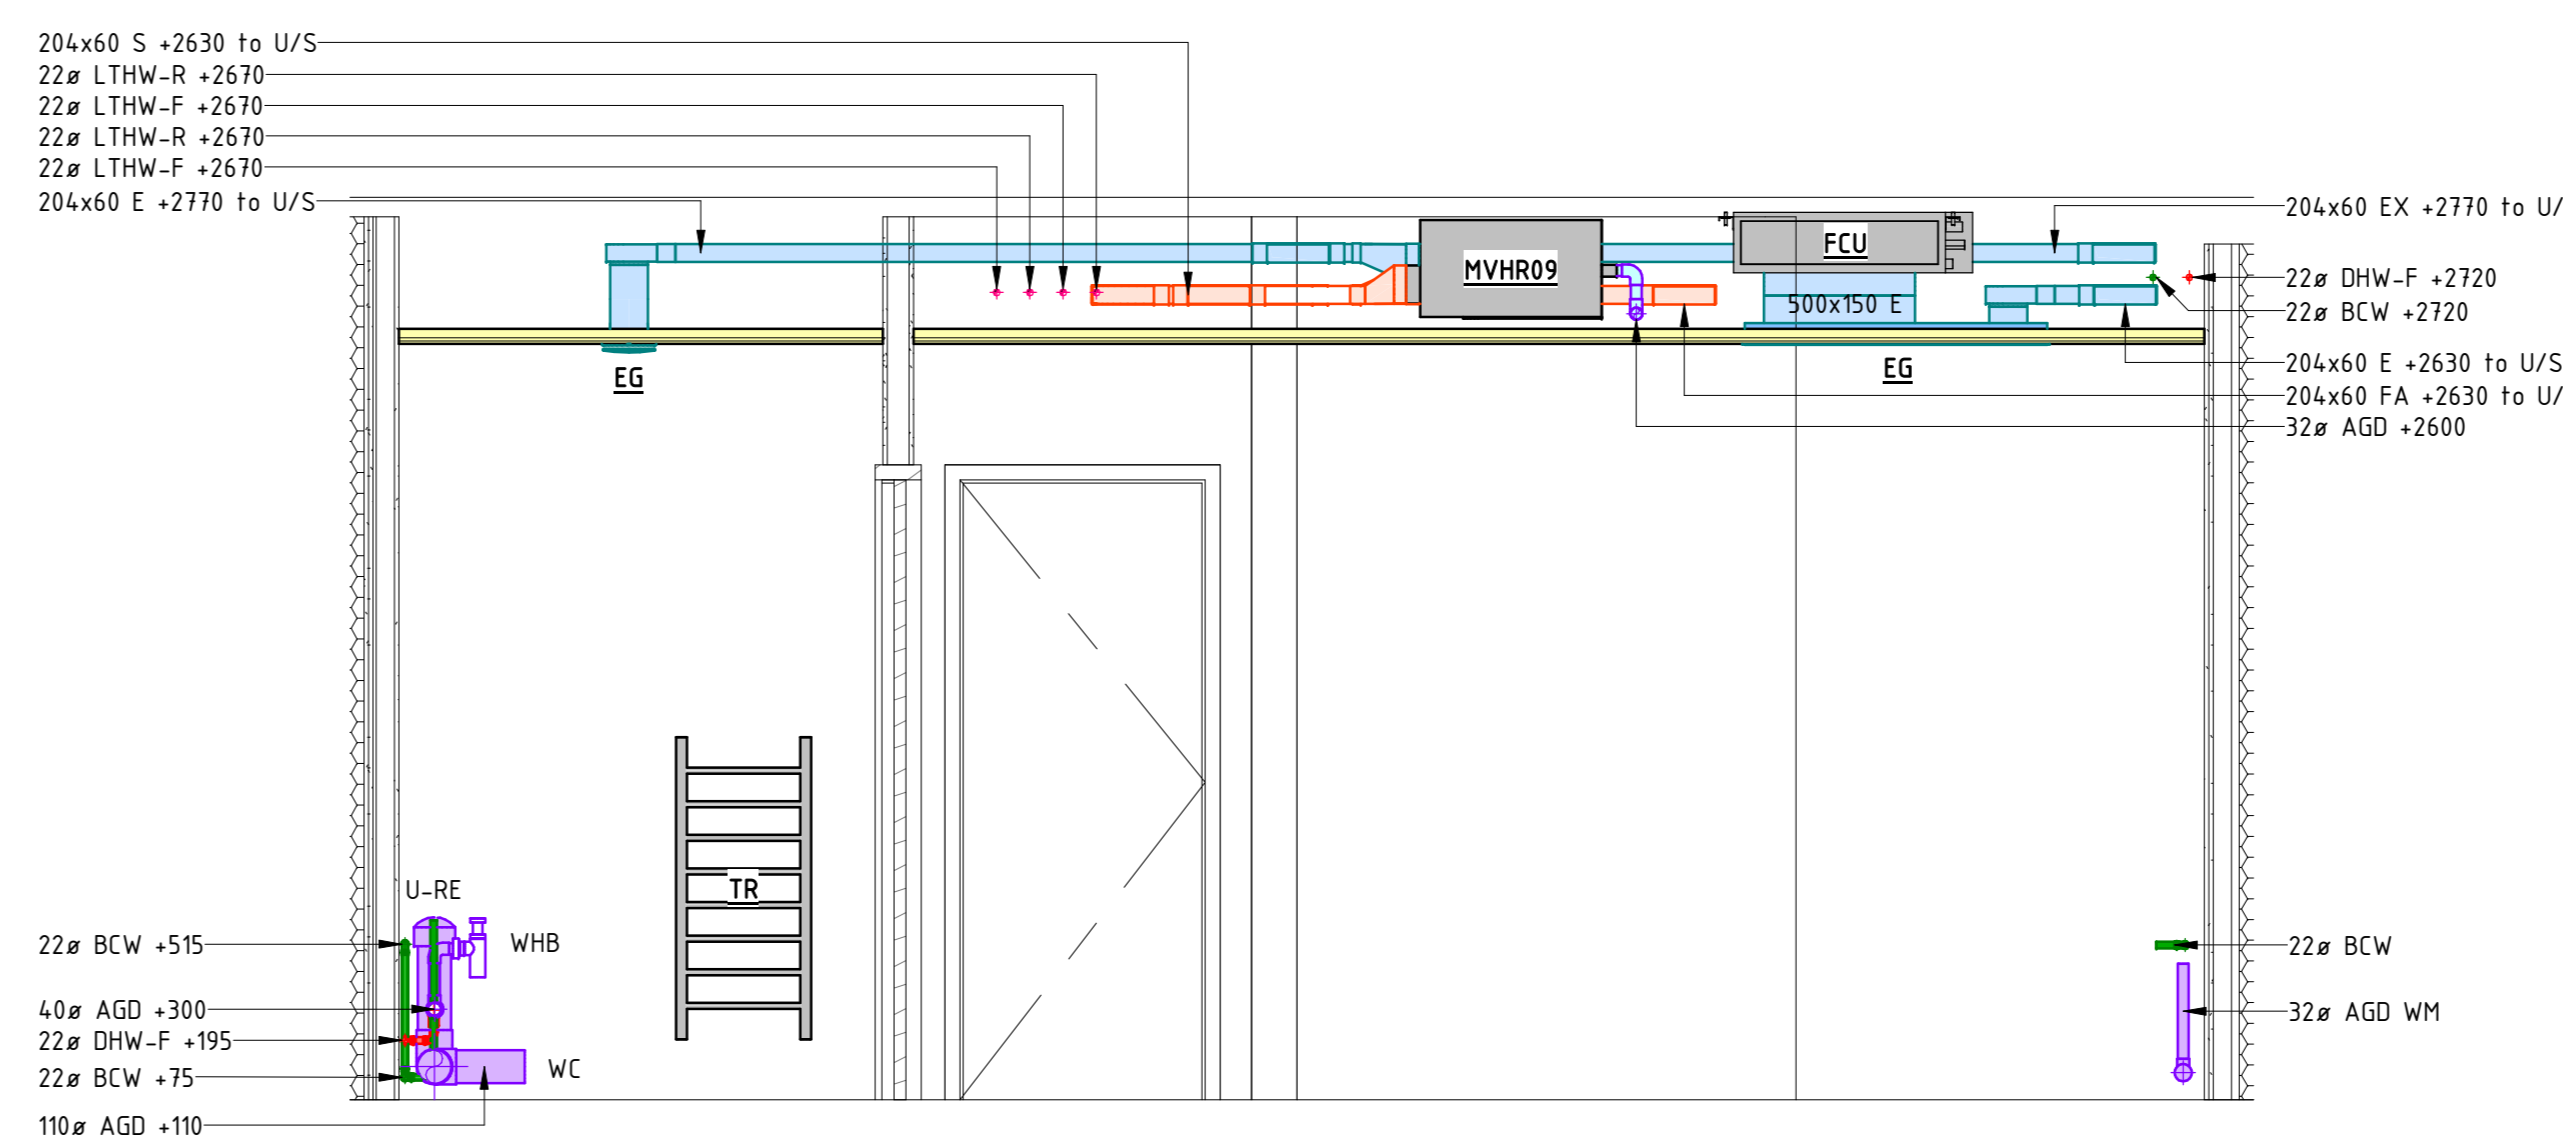 204x60 S +2630 to U/S
22ø LTHW-R +2670
22ø LTHW-F +2670
22ø LTHW-R +2670
22ø LTHW-F +2670
204x60 E +2770 to U/S
204x60 EX +2770 to U/
FCU
MVHR09
22ø DHW-F +2720
500x150 E
22ø BCW +2720
EG
EG
204x60 E +2630 to U/S
204x60 FA +2630 to U/
32ø AGD +2600
U-RE
TR
22ø BCW +515
WHB
22ø BCW
40ø AGD +300
32ø AGD WM
22ø DHW-F +195
22ø BCW +75
WC
110ø AGD +110